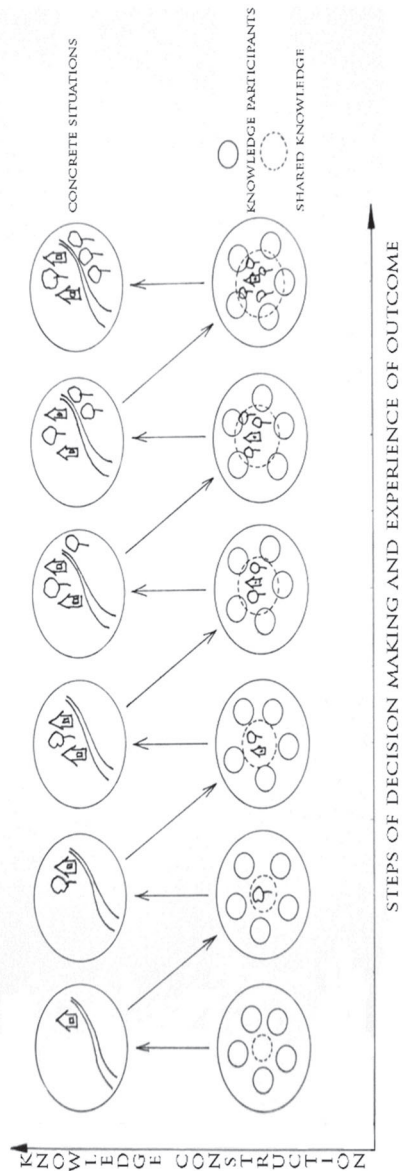 CONCRETE SITUATIONS
KNOWLEDGE PARTICIPANTS
SHARED KNOWLEDGE
KNOWLEDGE CONSTRUCTION
STEPS OF DECISION MAKING AND EXPERIENCE OF OUTCOME